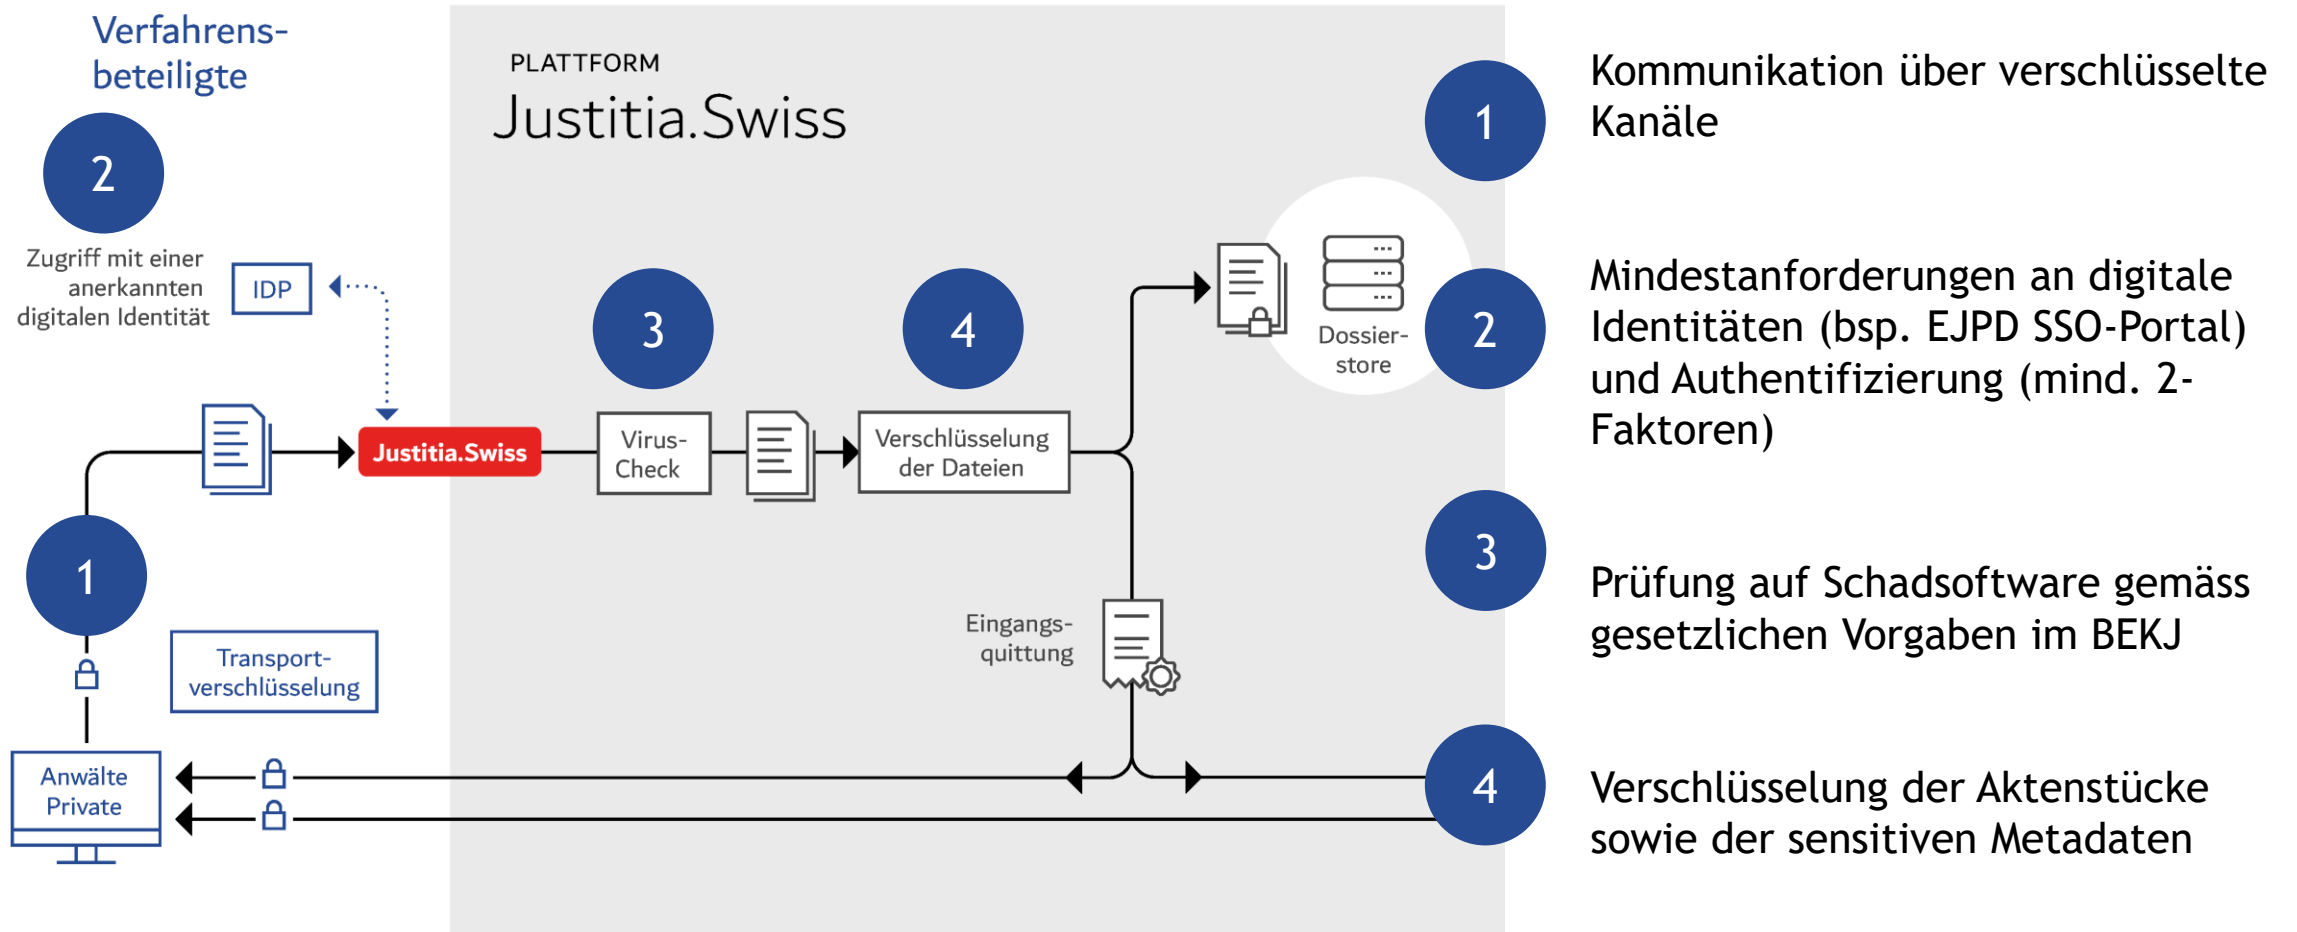 Verfahrens-
beteiligte
2
Zugriff mit einer
anerkannten
digitalen Identität
IDP
PLATTFORM
Justitia.Swiss
3
4
Dossier-
store
Justitia.Swiss
Virus-
Check
Verschlüsselung
der Dateien
1
Transport-
verschlüsselung
Eingangs-
quittung
Anwälte
Private
1
Kommunikation über verschlüsselte
Kanäle
2
Mindestanforderungen an digitale
Identitäten (bsp. EJPD SSO-Portal)
und Authentifizierung (mind. 2-
Faktoren)
3
Prüfung auf Schadsoftware gemäss
gesetzlichen Vorgaben im BEKJ
4
Verschlüsselung der Aktenstücke
sowie der sensitiven Metadaten